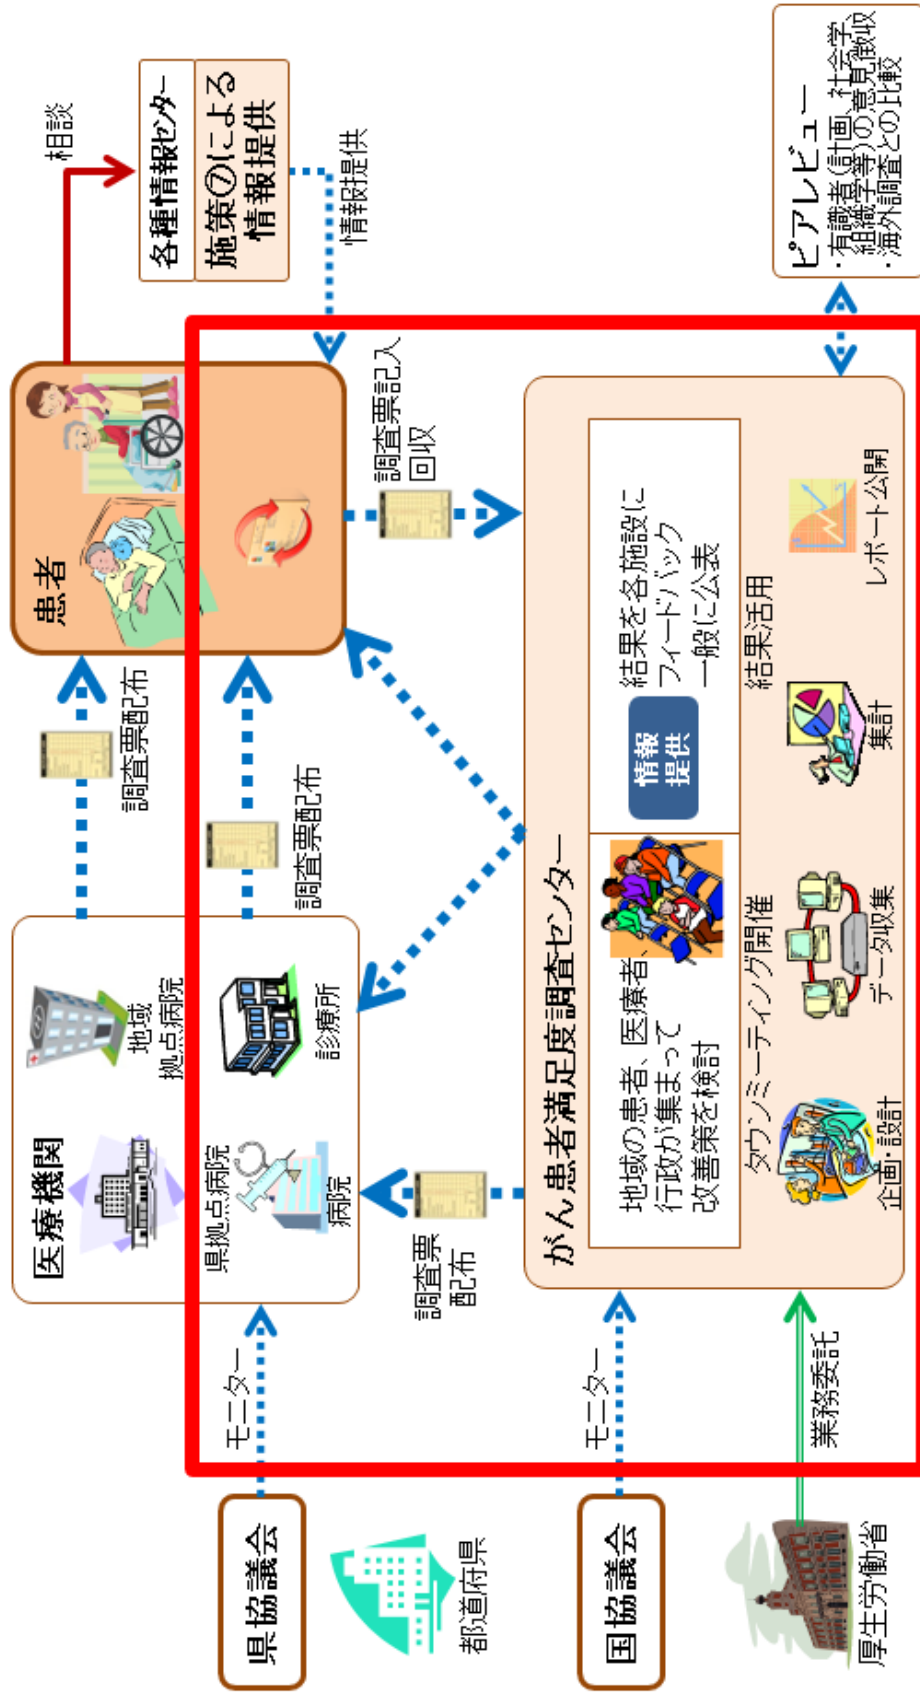 県協議会
都道府県
国協議会
厚生労働省
モニター
モニター
業務委託
医療機関
県拠点病院
地域
拠点病院
病院
診療所
調査票
配布
調査票配布
調査票配布
患者
相談
各種情報センター
施策⑦による
情報提供
情報提供
調査票記入
回収
がん患者満足度調査センター
地域の患者、医療者、
行政が集まって
改善策を検討
タウンミーティング開催
情報
提供
結果を各施設に
フィードバック
一般に公表
結果活用
企画・設計
データ収集
集計
レポート公開
ピアレビュー
・有識者(計画、社会学、
組織学等)の意見徴収
・海外調査との比較